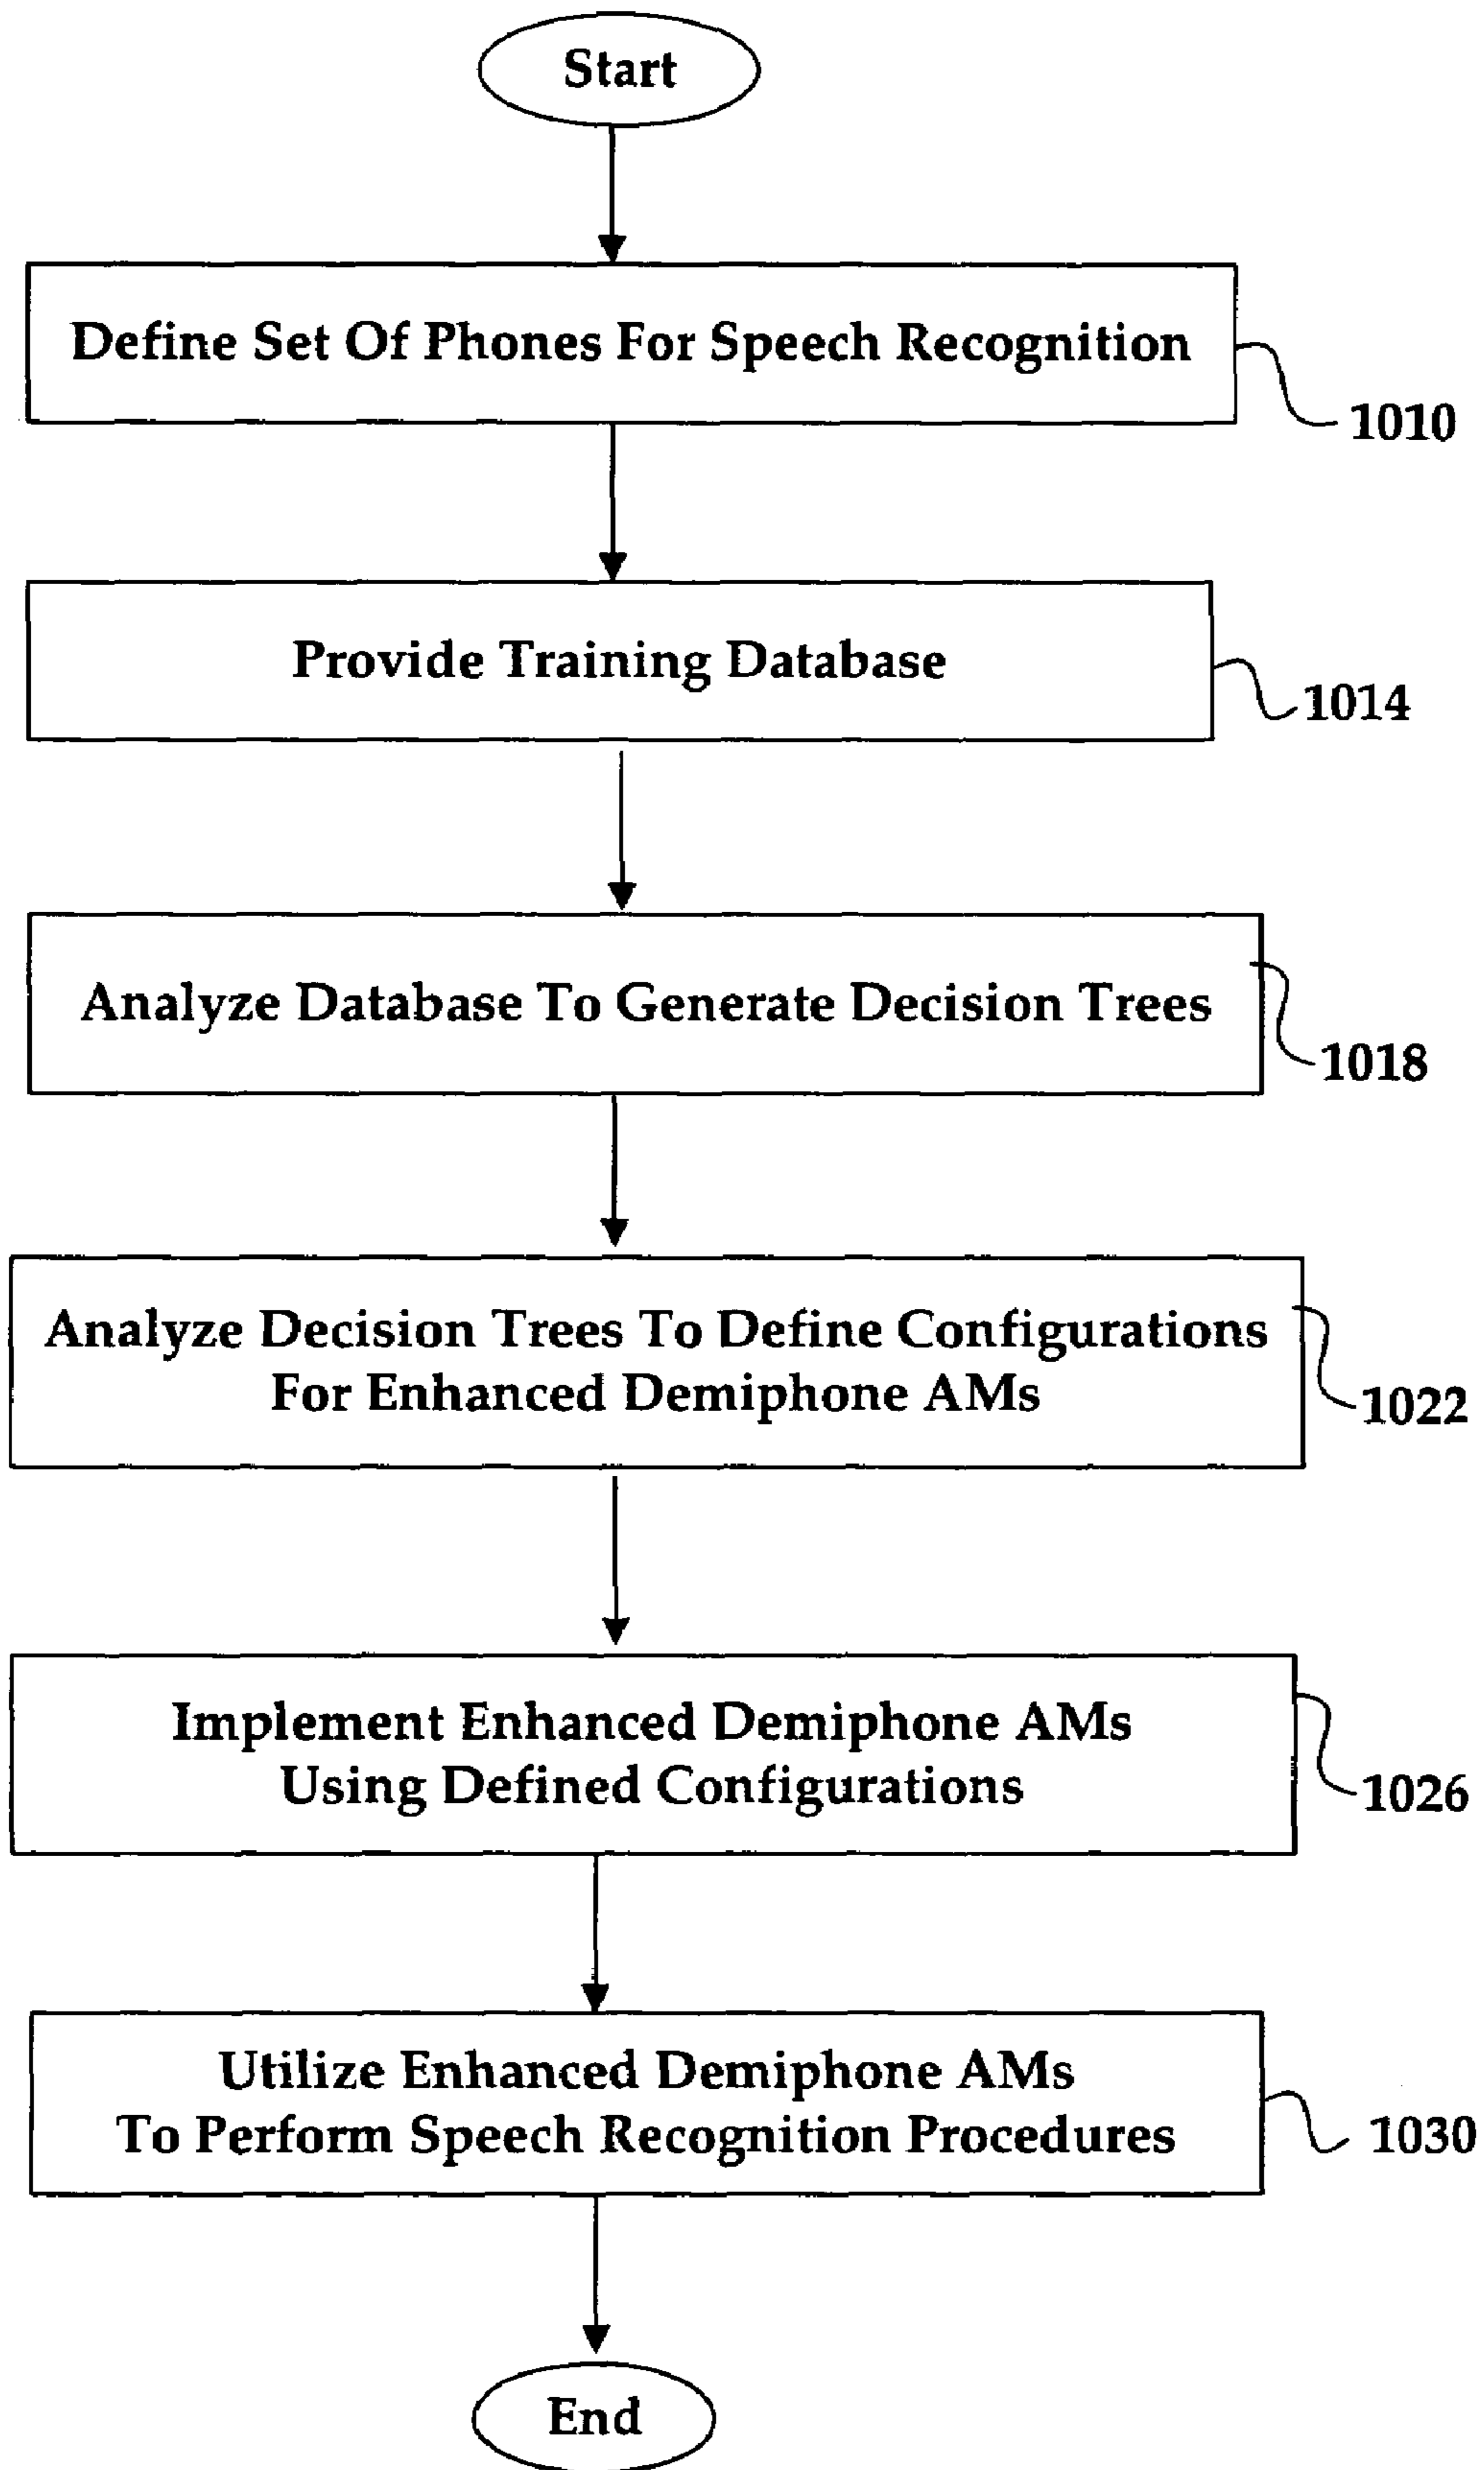 Start
Define Set Of Phones For Speech Recognition
1010
Provide Training Database
1014
Analyze Database To Generate Decision Trees
1018
Analyze Decision Trees To Define Configurations
For Enhanced Demiphone AMs
1022
Implement Enhanced Demiphone AMs
Using Defined Configurations
1026
Utilize Enhanced Demiphone AMs
To Perform Speech Recognition Procedures
1030
End